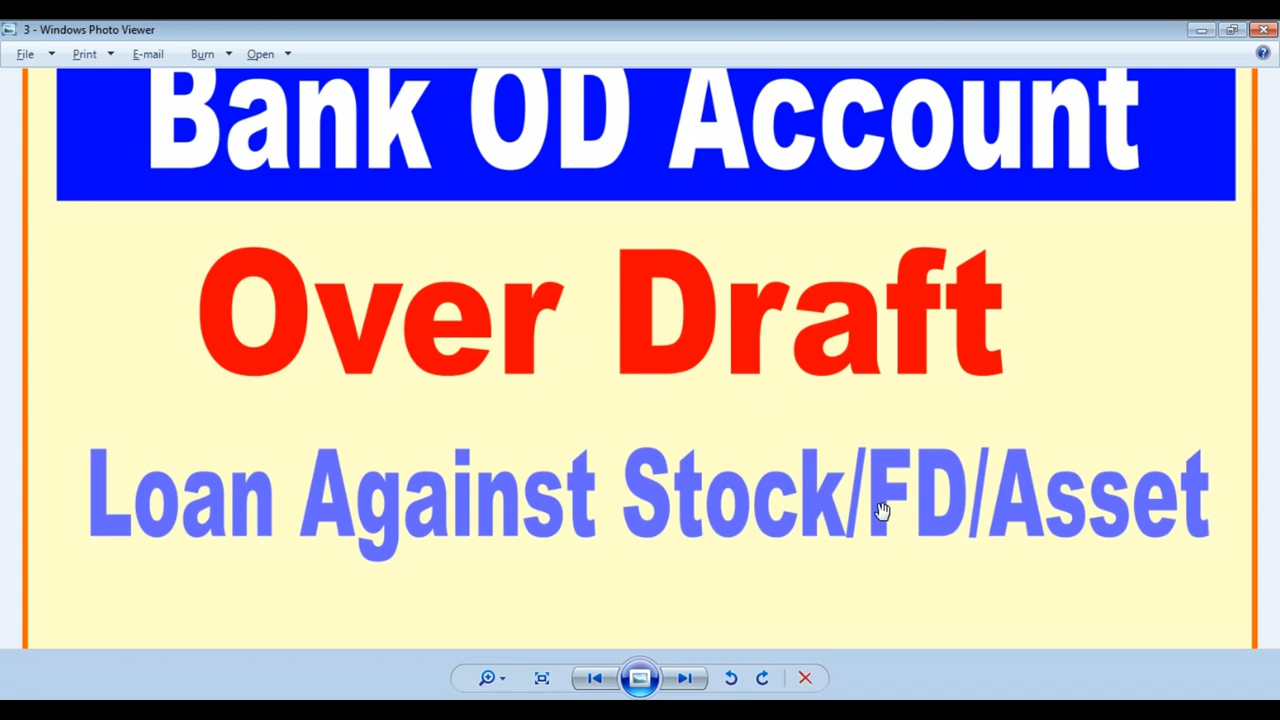 3 - Windows Photo Viewer
File Print E-mail Burn Open
Bank OD Account
Over Draft
Loan Against Stock/FD/Asset